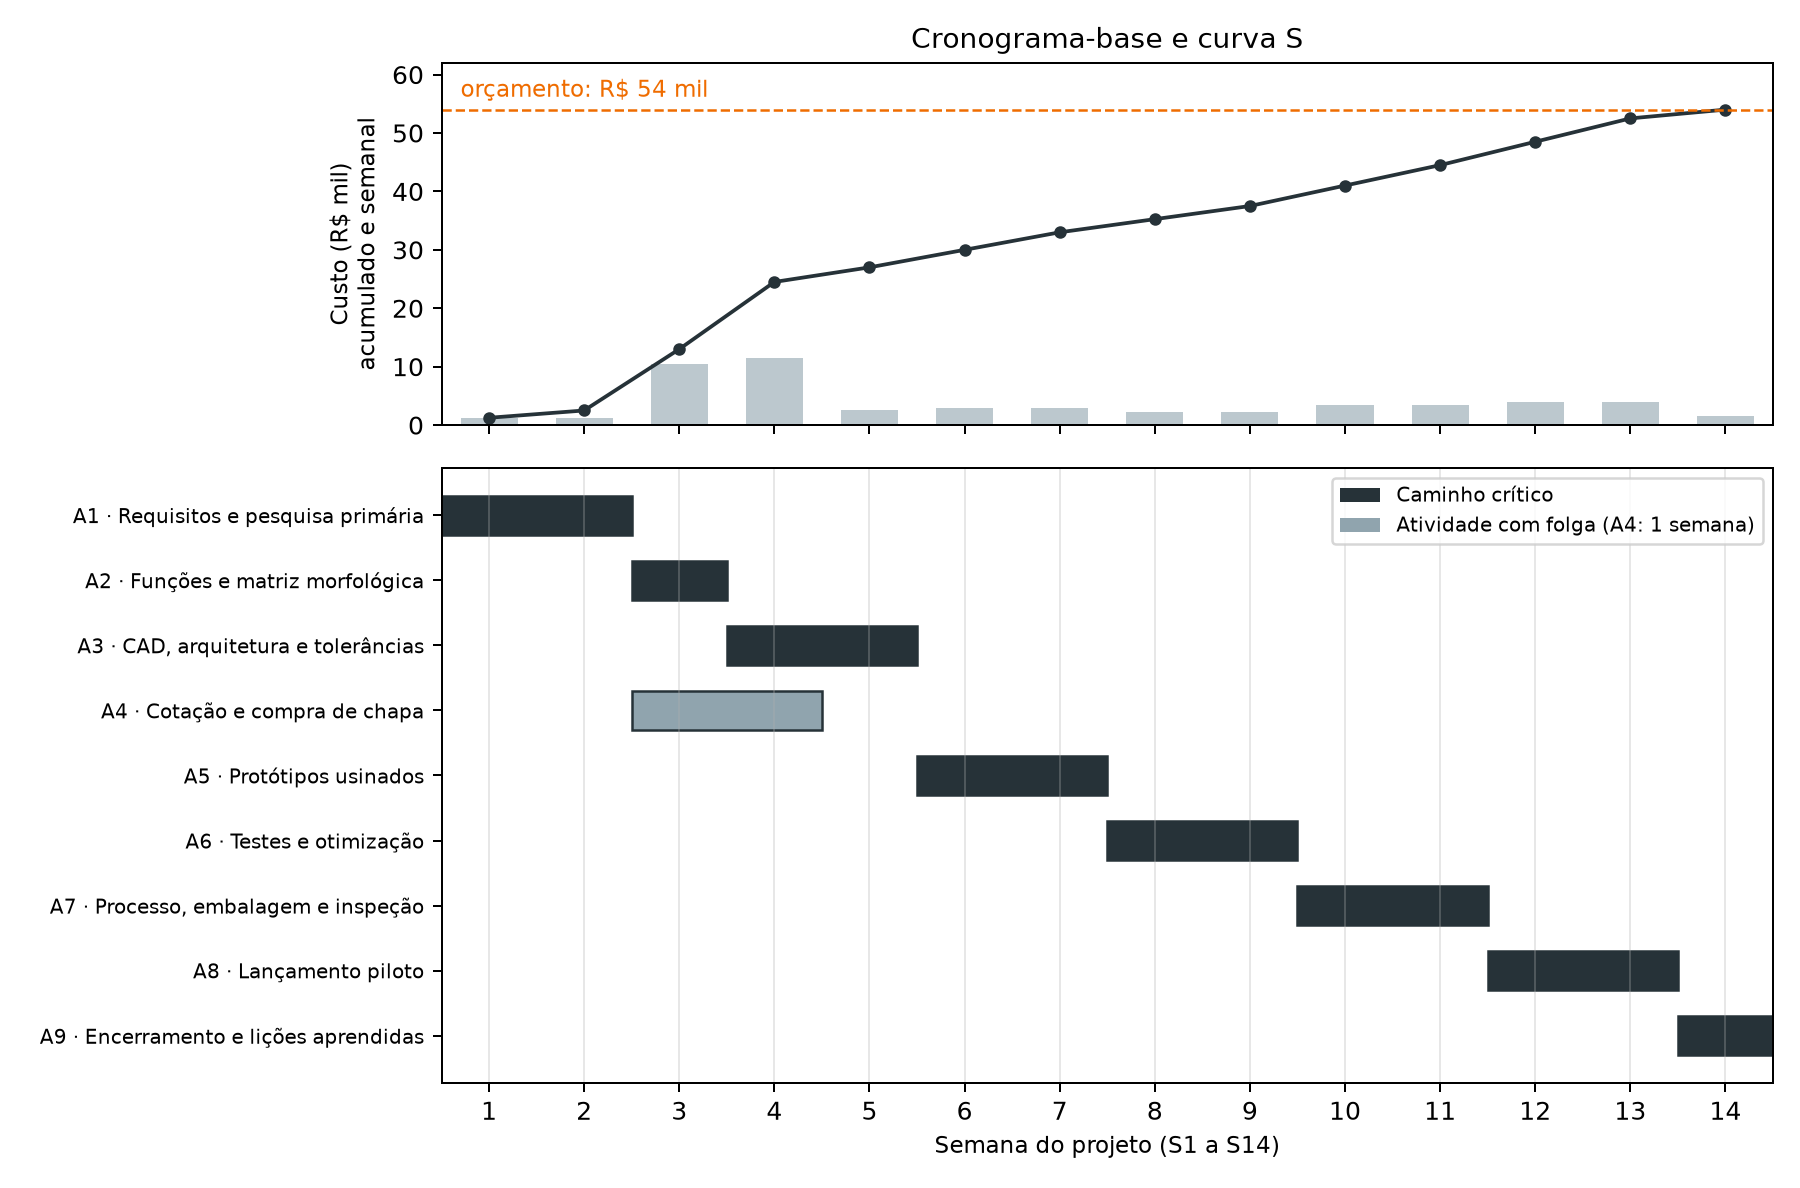 Cronograma-base e curva S
60
50
40
30
20
10
0
Custo (R$ mil)
acumulado e semanal
orçamento: R$ 54 mil
Caminho crítico
Atividade com folga (A4: 1 semana)
A1 · Requisitos e pesquisa primária
A2 · Funções e matriz morfológica
A3 · CAD, arquitetura e tolerâncias
A4 · Cotação e compra de chapa
A5 · Protótipos usinados
A6 · Testes e otimização
A7 · Processo, embalagem e inspeção
A8 · Lançamento piloto
A9 · Encerramento e lições aprendidas
1 2 3 4 5 6 7 8 9 10 11 12 13 14
Semana do projeto (S1 a S14)